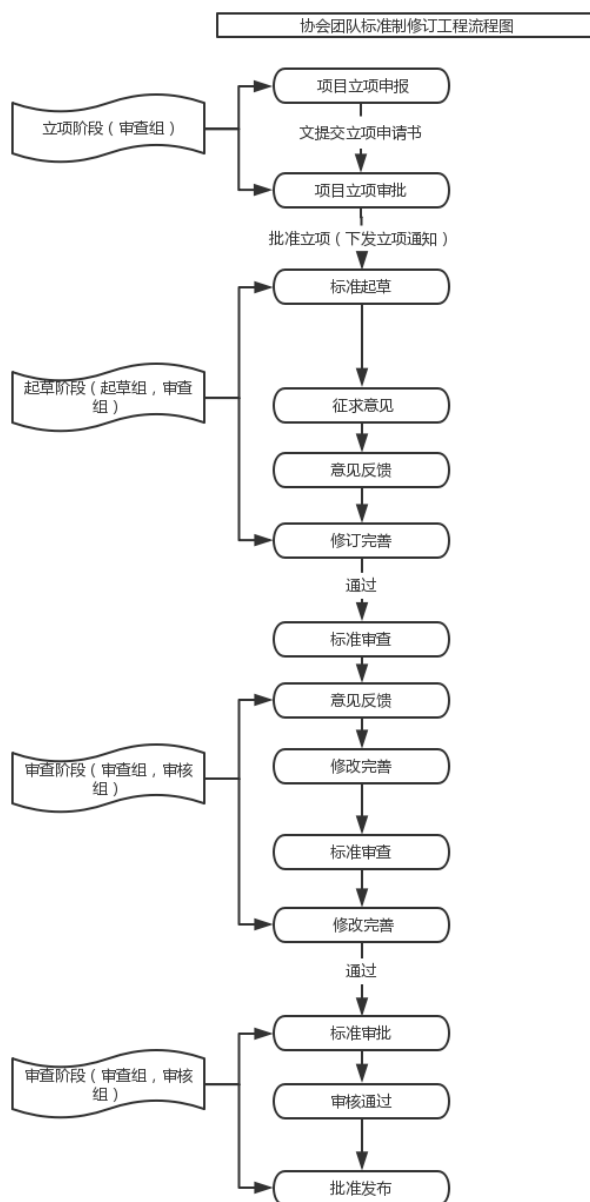 协会团队标准制修订工程流程图
项目立项申报
立项阶段（审查组）
文提交立项申请书
项目立项审批
批准立项（下发立项通知）
标准起草
起草阶段（起草组，审查
组）
征求意见
意见反馈
修订完善
通过
标准审查
意见反馈
审查阶段（审查组，审核
组）
修改完善
标准审查
修改完善
通过
标准审批
审查阶段（审查组，审核
组）
审核通过
批准发布